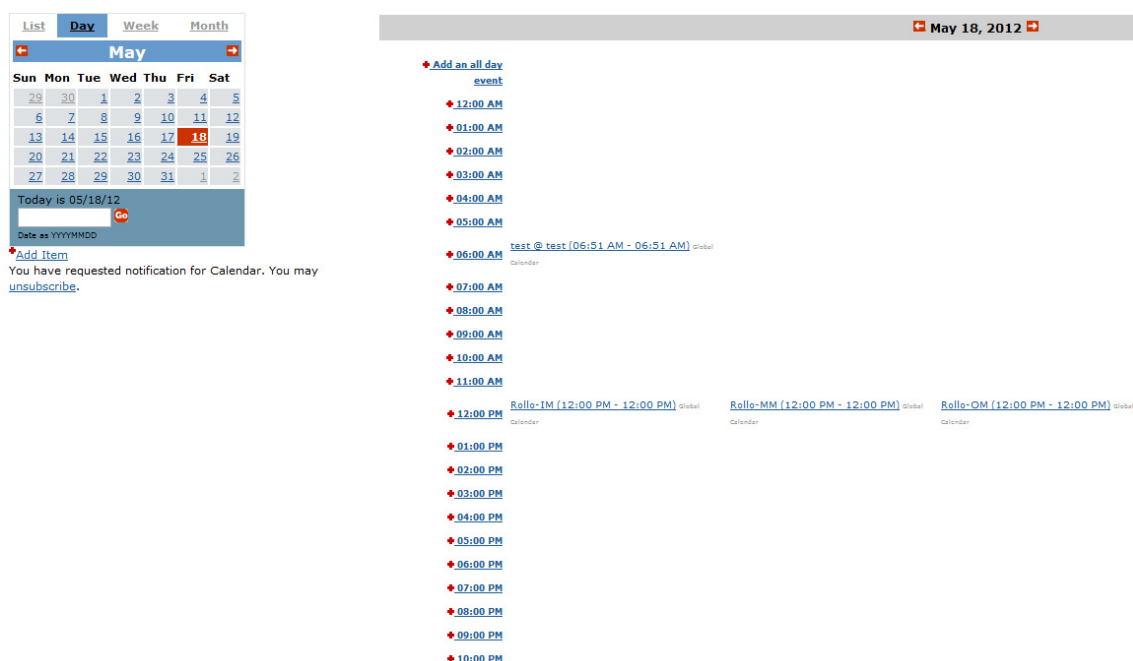 List Day Week Month
May
Sun Mon Tue Wed Thu Fri Sat
29 30 1 2 3 4 5
6 7 8 9 10 11 12
13 14 15 16 17 18 19
20 21 22 23 24 25 26
27 28 29 30 31 1 2
Today is 05/18/12
Go
Date as YYYYMMDD
Add Item
You have requested notification for Calendar. You may
unsubscribe.
May 18, 2012
Add an all day
event
12:00 AM
01:00 AM
02:00 AM
03:00 AM
04:00 AM
05:00 AM
06:00 AM test @ test (06:51 AM - 06:51 AM) Global
Calendar
07:00 AM
08:00 AM
09:00 AM
10:00 AM
11:00 AM
12:00 PM Rollo-IM (12:00 PM - 12:00 PM) Global Rollo-MM (12:00 PM - 12:00 PM) Global Rollo-OM (12:00 PM - 12:00 PM) Global
Calendar Calendar Calendar
01:00 PM
02:00 PM
03:00 PM
04:00 PM
05:00 PM
06:00 PM
07:00 PM
08:00 PM
09:00 PM
10:00 PM